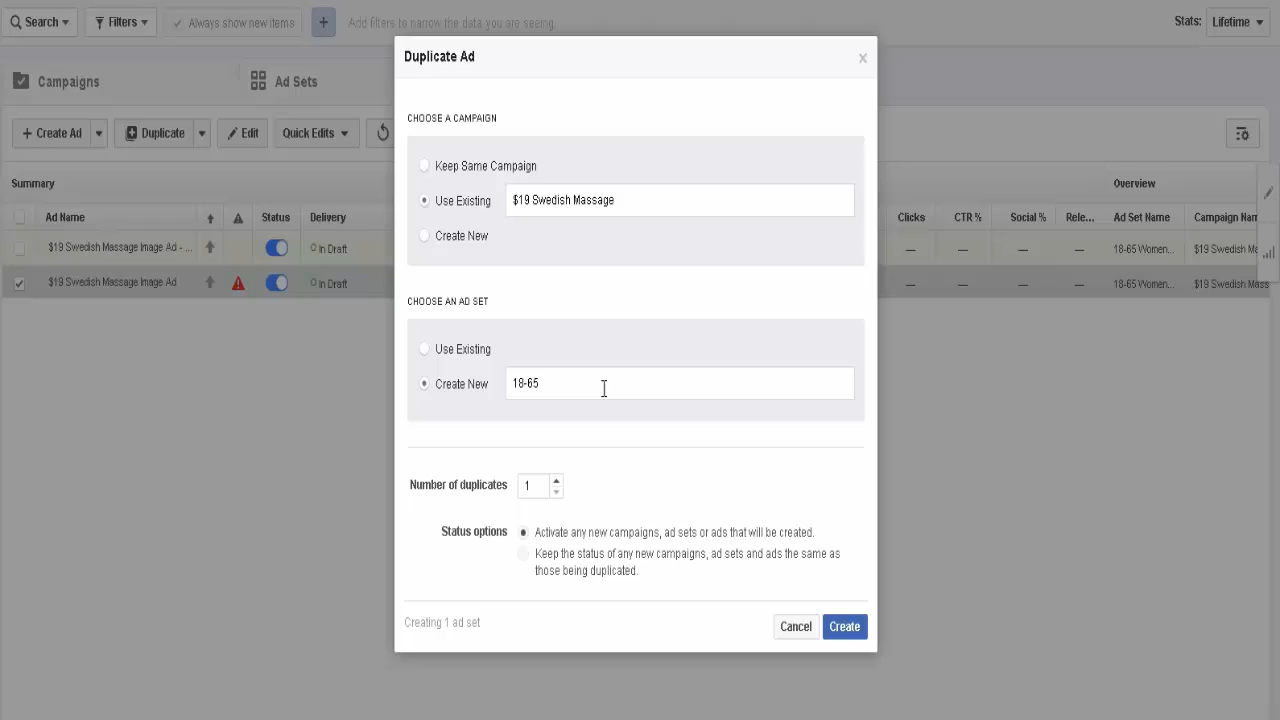 Search
Filters
Always show new items
+
Add filters to narrow the data you are seeing.
Stats:
Lifetime
Campaigns
Ad Sets
+ Create Ad
Duplicate
Edit
Quick Edits
Summary
Overview
Ad Name
Status
Delivery
Clicks
CTR %
Social %
Rele...
Ad Set Name
Campaign Nam
$19 Swedish Massage Image Ad - ...
In Draft
—
—
—
—
18-65 Women...
$19 Swedish Ma
$19 Swedish Massage Image Ad
In Draft
—
—
—
—
18-65 Women...
$19 Swedish Mass
Duplicate Ad
x
CHOOSE A CAMPAIGN
Keep Same Campaign
Use Existing
$19 Swedish Massage
Create New
CHOOSE AN AD SET
Use Existing
Create New
18-65
Number of duplicates
1
Status options
Activate any new campaigns, ad sets or ads that will be created.
Keep the status of any new campaigns, ad sets and ads the same as
those being duplicated.
Creating 1 ad set
Cancel
Create